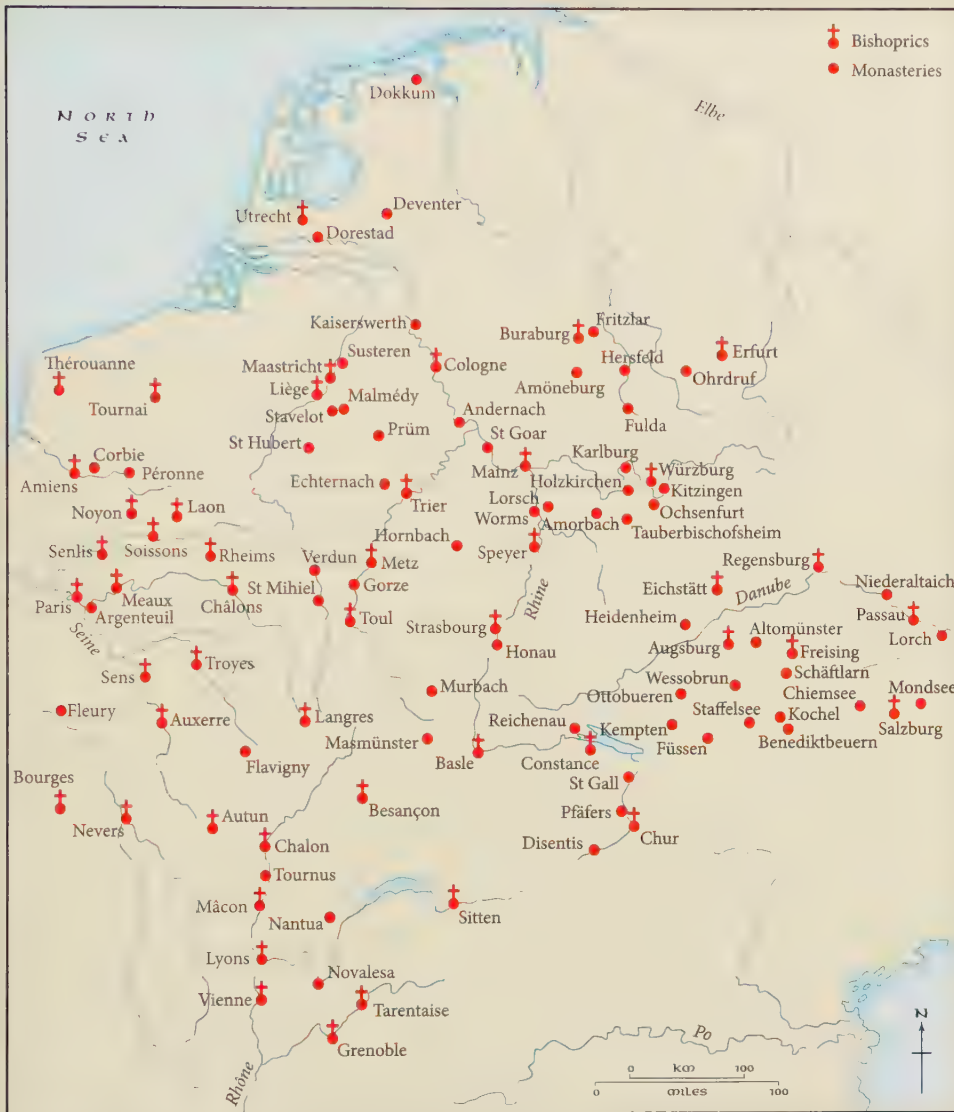 Bishoprics
Monasteries
NORTH
SEA
Dokkum
Elbe
Utrecht
Deventer
Dorestad
Kaiserswerth
Buraburg
Fritzlar
Thérouanne
Maastricht
Susteren
Cologne
Hersfeld
Erfurt
Liège
Amöneburg
Ohrdruf
Tournai
Malmédy
Stavelot
Andernach
Fulda
St Hubert
Prüm
St Goar
Corbie
Péronne
Amiens
Mainz
Karlburg
Würzburg
Echternach
Trier
Holzkirchen
Kitzingen
Lorsch
Ochsenfurt
Noyon
Laon
Worms
Amorbach
Tauberbischofsheim
Hornbach
Soissons
Senlis
Rheims
Verdun
Metz
Speyer
Regensburg
Meaux
St Mihiel
Gorze
Rhine
Eichstätt
Danube
Niederaltaich
Paris
Argenteuil
Châlons
Toul
Strasbourg
Heidenheim
Passau
Seine
Honau
Augsburg
Altomünster
Lorch
Freising
Sens
Troyes
Wessobrun
Schäftlarn
Murbach
Ottobueren
Chiemsee
Mondsee
Fleury
Auxerre
Langres
Reichenau
Staffelsee
Kochel
Salzburg
Masmünster
Kempten
Benediktbeuern
Flavigny
Basle
Constance
Füssen
Bourges
St Gall
Besançon
Nevers
Autun
Pfäfers
Chur
Chalon
Disentis
Tournus
Mâcon
Nantua
Sitten
Lyons
Novalesa
Vienne
Tarentaise
Grenoble
Po
Rhône
N
0 KM 100
0 MILES 100